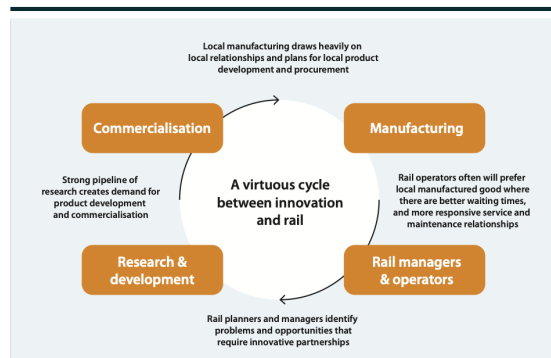 Local manufacturing draws heavily on
local relationships and plans for local product
development and procurement
Commercialisation
Manufacturing
Strong pipeline of
research creates demand for
product development
and commercialisation
A virtuous cycle
between innovation
and rail
Rail operators often will prefer
local manufactured good where
there are better waiting times,
and more responsive service and
maintenance relationships
Research &
development
Rail managers
& operators
Rail planners and managers identify
problems and opportunities that
require innovative partnerships